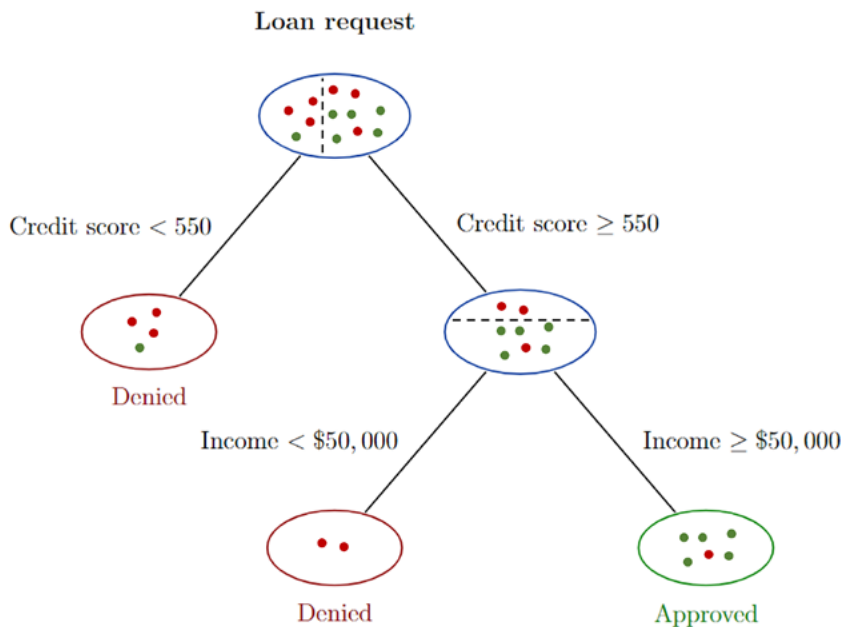 Loan request
Credit score < 550
Credit score ≥ 550
Denied
Income < $50,000
Income ≥ $50,000
Denied
Approved